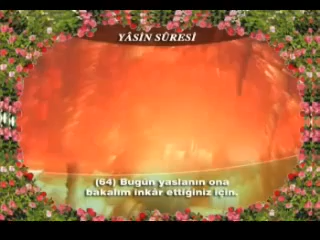 YÂSİN SÛRESİ
(64) Bugün yaslanın ona
bakalım inkâr ettiğiniz için.